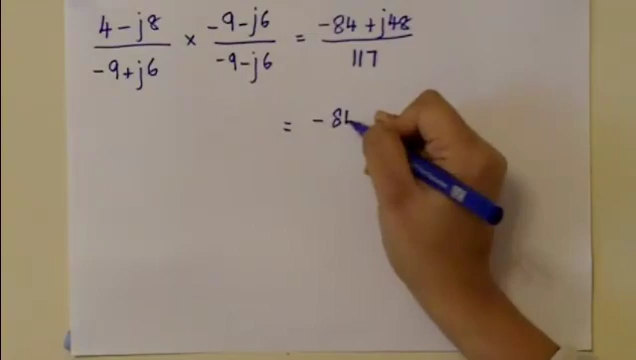 (4 - j8)/(-9 + j6) × (-9 - j6)/(-9 - j6) = (-84 + j48)/117
= -84